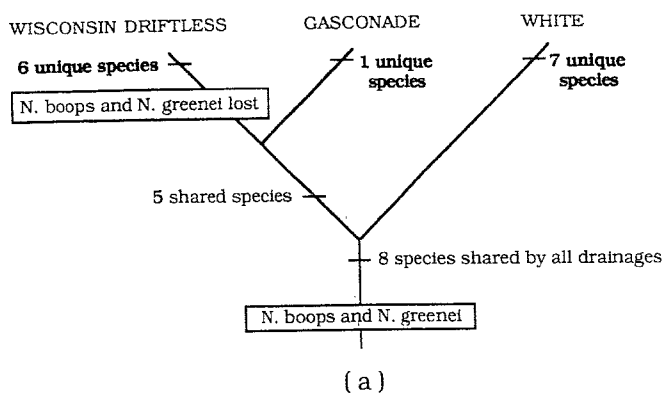 WISCONSIN DRIFTLESS
GASCONADE
WHITE
6 unique species
1 unique
species
7 unique
species
N. boops and N. greenei lost
5 shared species
8 species shared by all drainages
N. boops and N. greenei
(a)